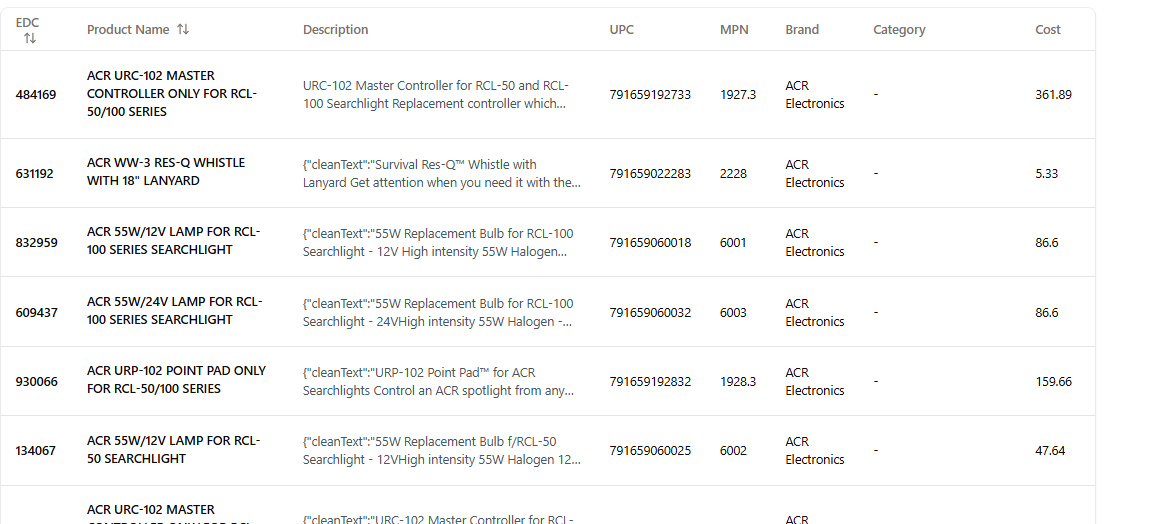 EDC
Product Name
Description
UPC
MPN
Brand
Category
Cost
484169
ACR URC-102 MASTER
CONTROLLER ONLY FOR RCL-
50/100 SERIES
URC-102 Master Controller for RCL-50 and RCL-
100 Searchlight Replacement controller which...
791659192733
1927.3
ACR
Electronics
-
361.89
631192
ACR WW-3 RES-Q WHISTLE
WITH 18" LANYARD
{"cleanText":"Survival Res-Q™ Whistle with
Lanyard Get attention when you need it with the...
791659022283
2228
ACR
Electronics
-
5.33
832959
ACR 55W/12V LAMP FOR RCL-
100 SERIES SEARCHLIGHT
{"cleanText":"55W Replacement Bulb for RCL-100
Searchlight - 12V High intensity 55W Halogen...
791659060018
6001
ACR
Electronics
-
86.6
609437
ACR 55W/24V LAMP FOR RCL-
100 SERIES SEARCHLIGHT
{"cleanText":"55W Replacement Bulb for RCL-100
Searchlight - 24VHigh intensity 55W Halogen -...
791659060032
6003
ACR
Electronics
-
86.6
930066
ACR URP-102 POINT PAD ONLY
FOR RCL-50/100 SERIES
{"cleanText":"URP-102 Point Pad™ for ACR
Searchlights Control an ACR spotlight from any...
791659192832
1928.3
ACR
Electronics
-
159.66
134067
ACR 55W/12V LAMP FOR RCL-
50 SEARCHLIGHT
{"cleanText":"55W Replacement Bulb f/RCL-50
Searchlight - 12VHigh intensity 55W Halogen 12...
791659060025
6002
ACR
Electronics
-
47.64
ACR URC-102 MASTER
{"cleanText":"URC-102 Master Controller for RCL-
ACR